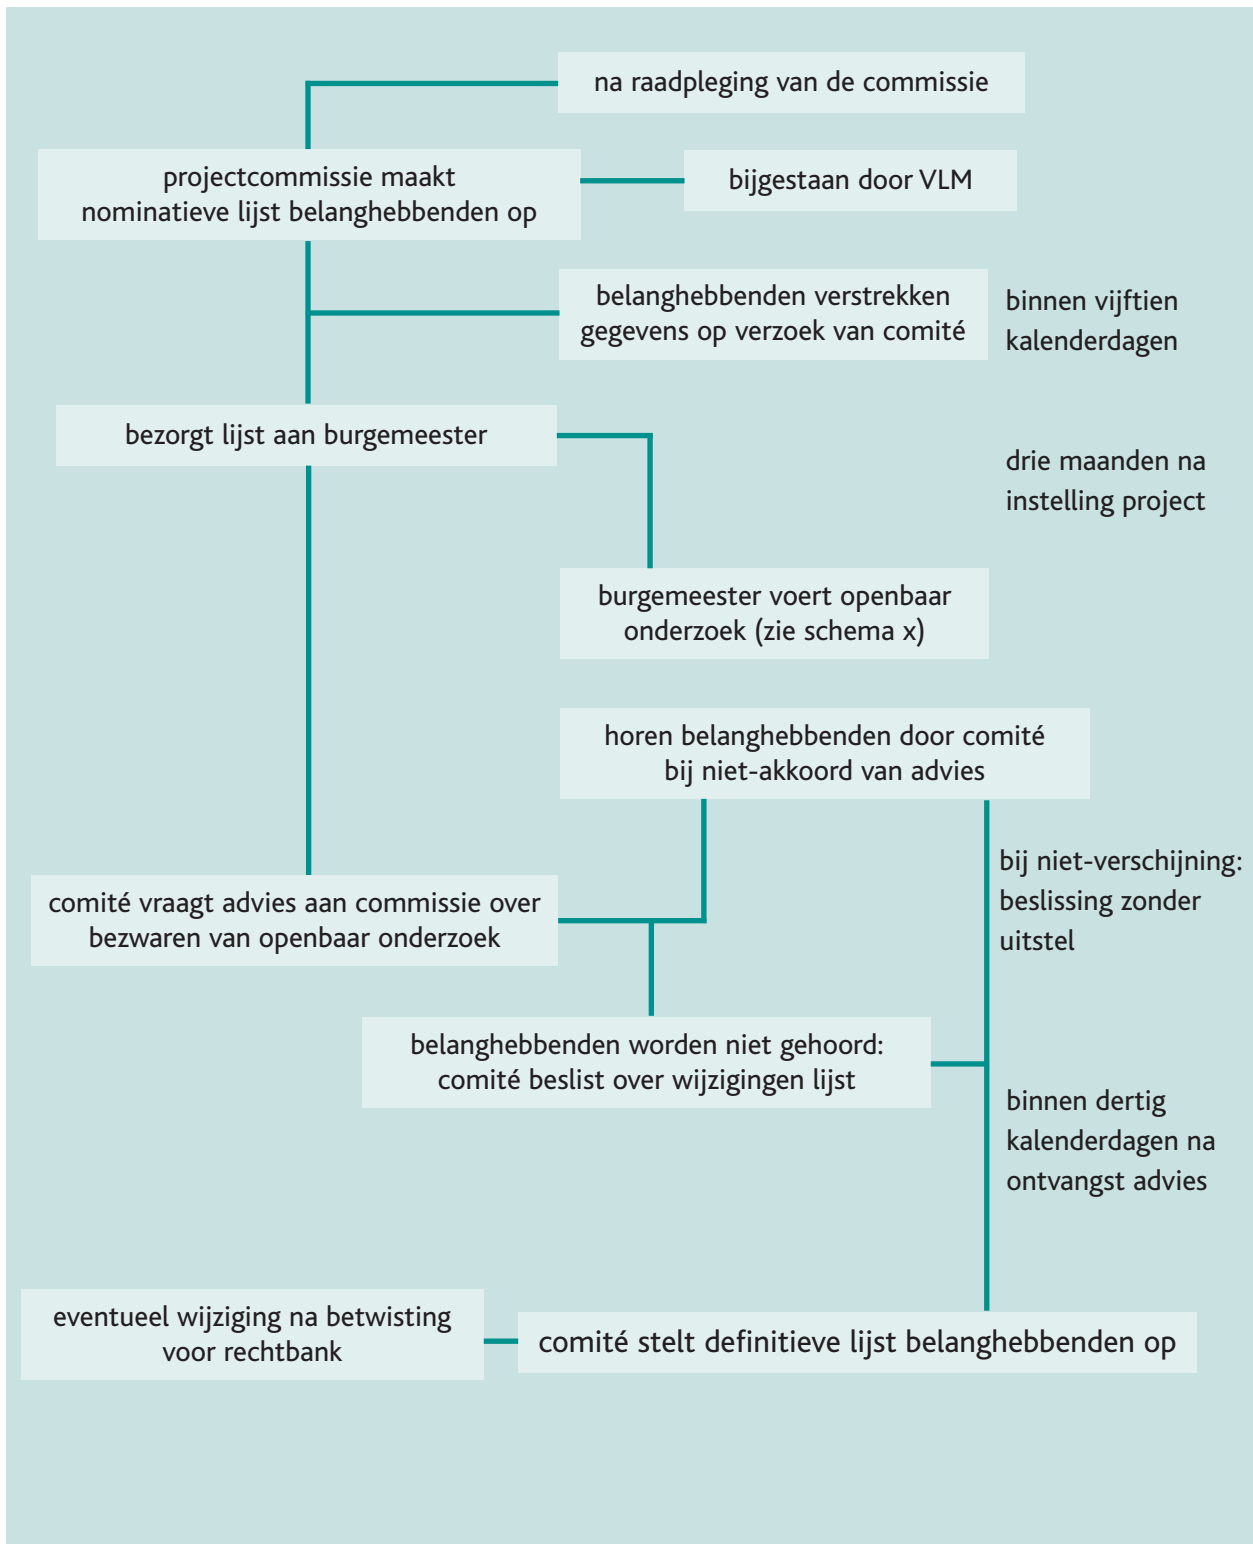 na raadpleging van de commissie
projectcommissie maakt
nominatieve lijst belanghebbenden op
bijgestaan door VLM
belanghebbenden verstrekken
gegevens op verzoek van comité
binnen vijftien
kalenderdagen
bezorgt lijst aan burgemeester
drie maanden na
instelling project
burgemeester voert openbaar
onderzoek (zie schema x)
horen belanghebbenden door comité
bij niet-akkoord van advies
bij niet-verschijning:
beslissing zonder
uitstel
comité vraagt advies aan commissie over
bezwaren van openbaar onderzoek
belanghebbenden worden niet gehoord:
comité beslist over wijzigingen lijst
binnen dertig
kalenderdagen na
ontvangst advies
eventueel wijziging na betwisting
voor rechtbank
comité stelt definitieve lijst belanghebbenden op